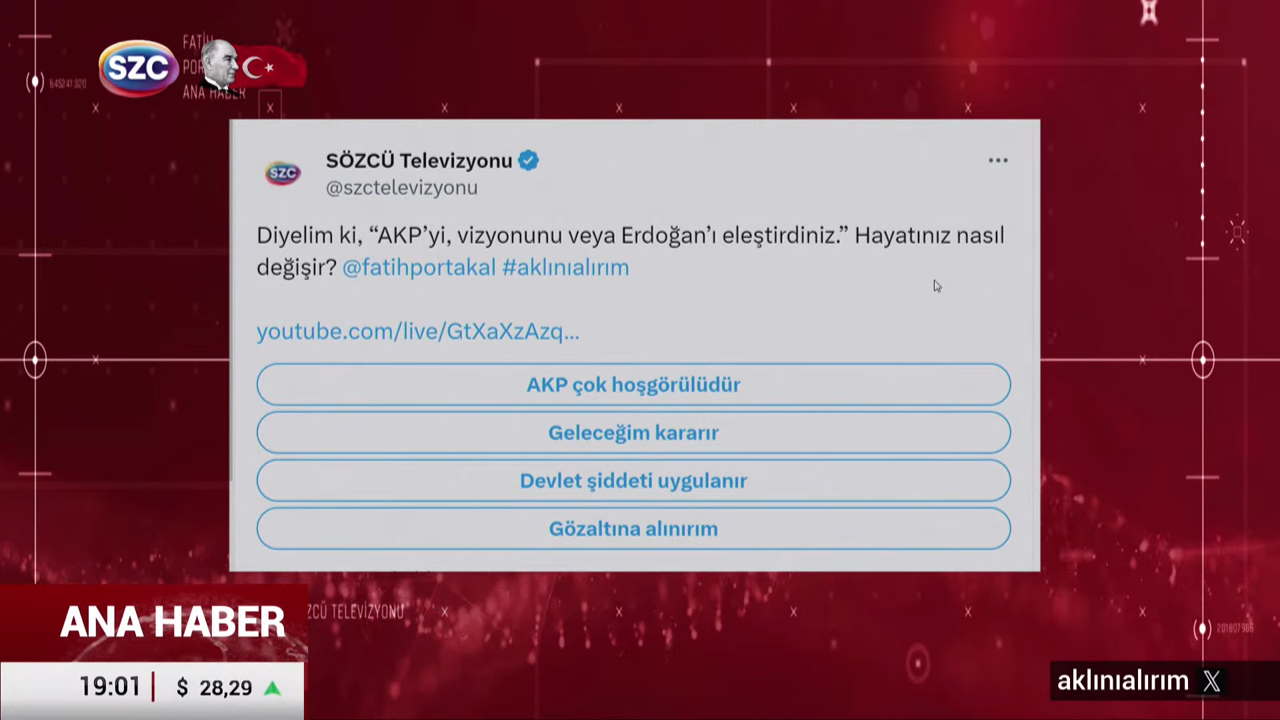 SZC
FATİH
ANA HABER
645241320
SZC
SÖZCÜ Televizyonu
@szctelevizyonu
Diyelim ki, “AKP’yi, vizyonunu veya Erdoğan’ı eleştirdiniz.” Hayatınız nasıl
değişir? @fatihportakal #aklınıalırım
youtube.com/live/GtXaXzAzq...
AKP çok hoşgörülüdür
Geleceğim kararır
Devlet şiddeti uygulanır
Gözaltına alınırım
ANA HABER
TELEVİZYONU
19:01 $ 28,29
aklınıalırım X